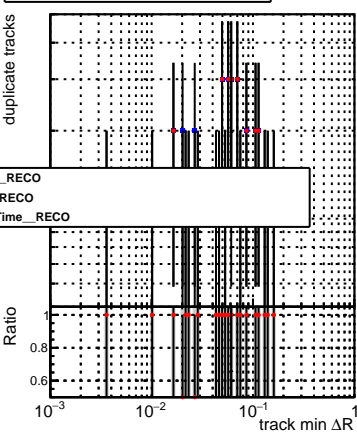 duplicate tracks
_RECO
RECO
Time__RECO
Ratio
1
0.8
0.6
10⁻³ 10⁻² 10⁻¹ 1
track min ΔR